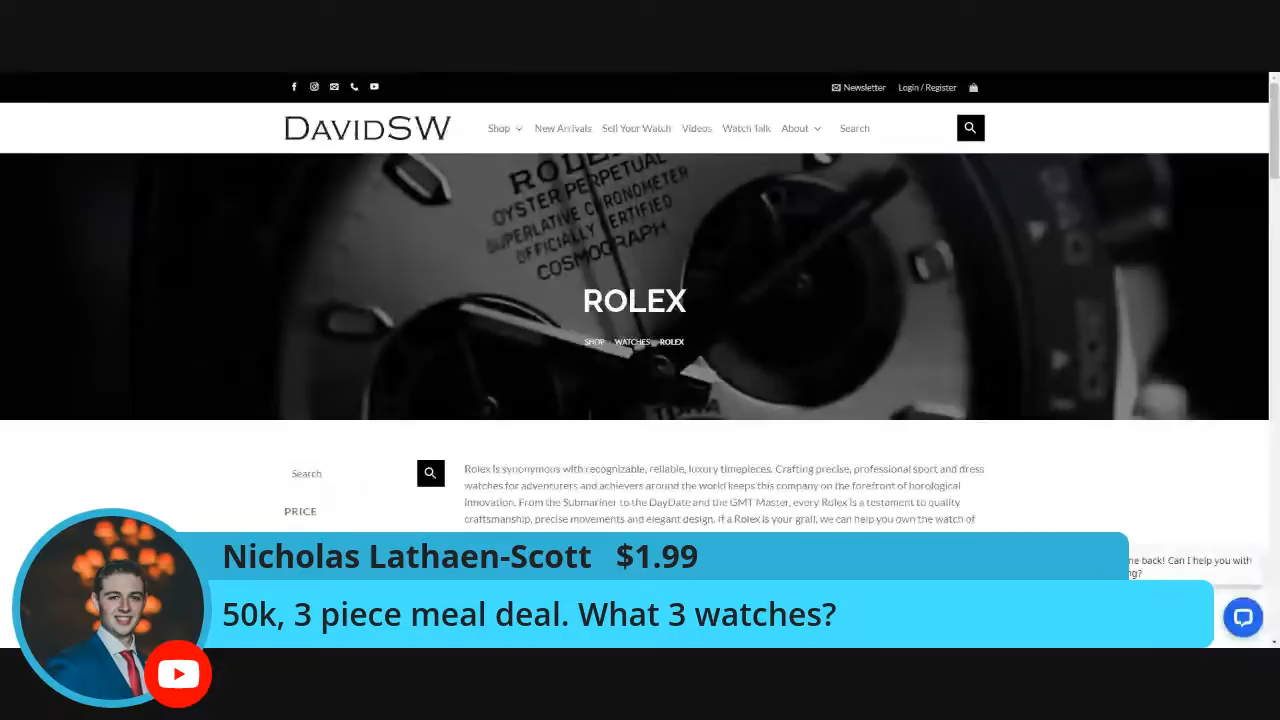 Newsletter
Login / Register
DAVIDSW
Shop
New Arrivals
Sell Your Watch
Videos
Watch Talk
About
Search
ROLEX
OYSTER PERPETUAL
SUPERLATIVE CHRONOMETER
OFFICIALLY CERTIFIED
COSMOGRAPH
ROLEX
SHOP
WATCHES
ROLEX
Search
PRICE
Rolex is synonymous with recognizable, reliable, luxury timepieces. Crafting precise, professional sport and dress
watches for adventurers and achievers around the world keeps this company on the forefront of horological
innovation. From the Submariner to the DayDate and the GMT Master, every Rolex is a testament to quality
craftsmanship, precise movements and elegant design. If a Rolex is your grail, we can help you own the watch of
back! Can I help you with
Nicholas Lathaen-Scott $1.99
50k, 3 piece meal deal. What 3 watches?